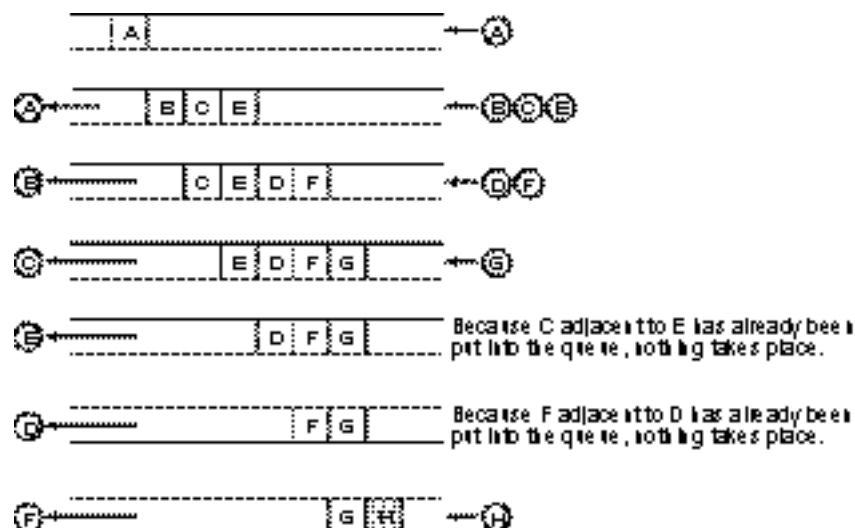 A A
A B C E B C E
B C E D F D F
C E D F G G
E D F G Because C adjacent to E has already been
put into the queue, nothing takes place.
D F G Because F adjacent to D has already been
put into the queue, nothing takes place.
F G H H